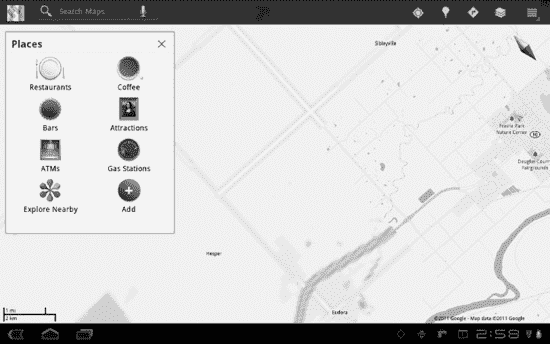 Search Maps
Places
Restaurants
Coffee
Bars
Attractions
ATMs
Gas Stations
Explore Nearby
Add
Sibleyville
Prairie Park
Nature Center
Douglas County
Fairgrounds
Hesper
Eudora
1 mi
2 km
©2011 Google - Map data ©2011 Google
2:58